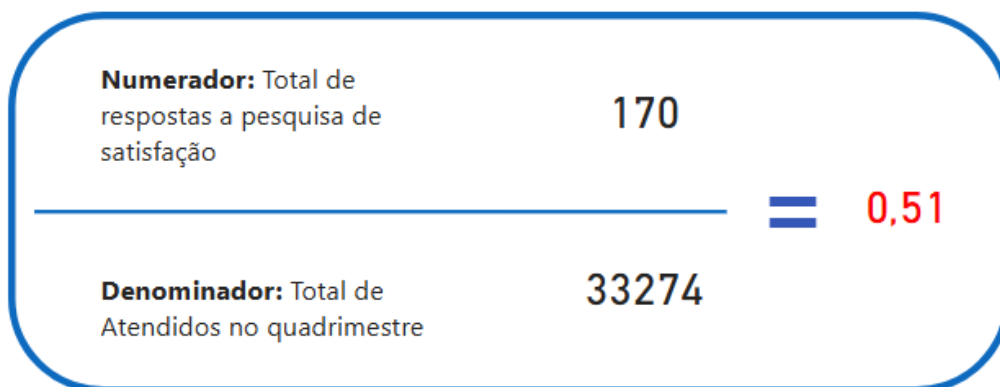 Numerador: Total de
respostas a pesquisa de
satisfação
170
= 0,51
Denominador: Total de
Atendidos no quadrimestre
33274